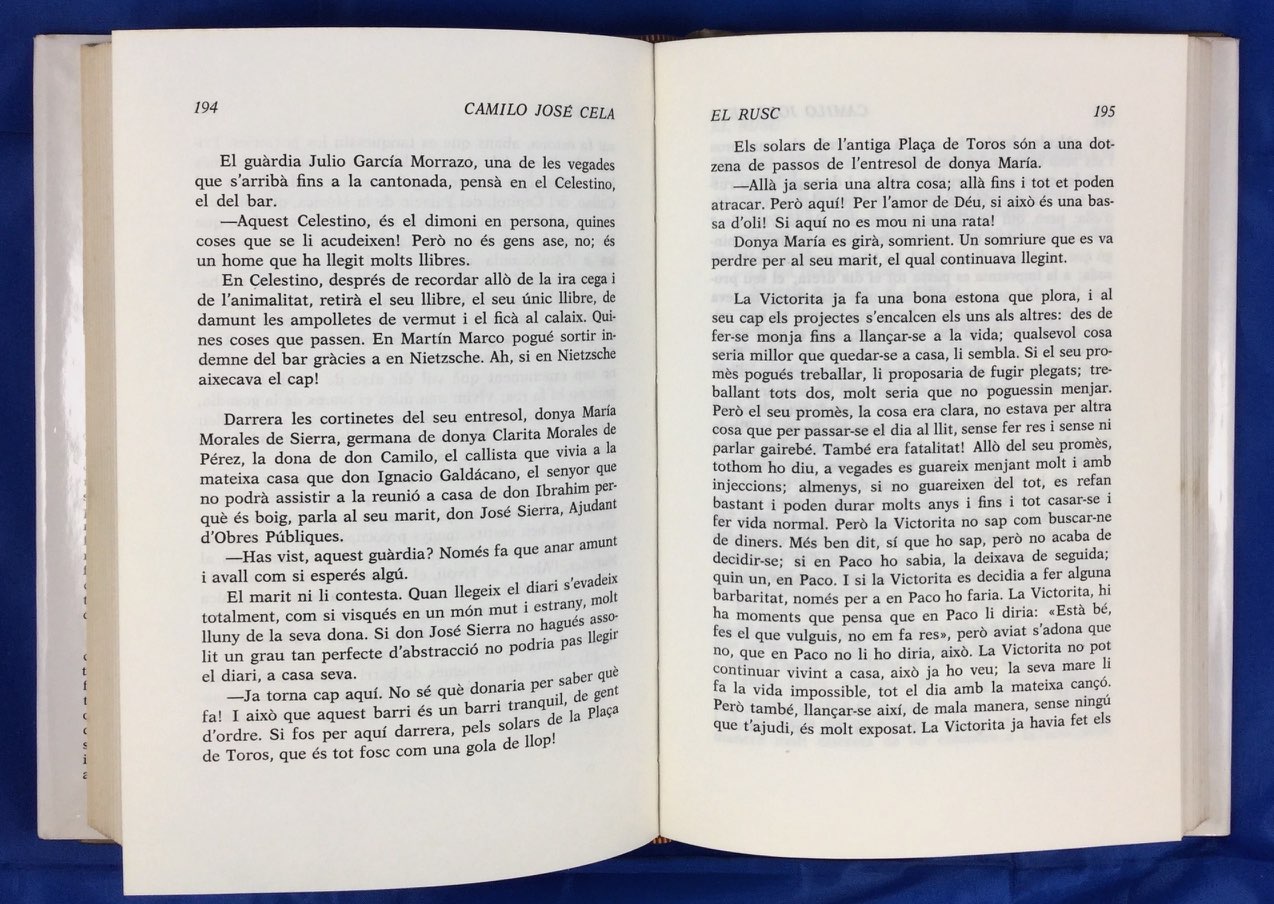 194
CAMILO JOSÉ CELA
El guàrdia Julio García Morrazo, una de les vegades
que s'arribà fins a la cantonada, pensà en el Celestino,
el del bar.
—Aquest Celestino, és el dimoni en persona, quines
coses que se li acudeixen! Però no és gens ase, no; és
un home que ha llegit molts llibres.
En Celestino, després de recordar allò de la ira cega i
de l'animalitat, retirà el seu llibre, el seu únic llibre, de
damunt les ampolletes de vermut i el ficà al calaix. Qui-
nes coses que passen. En Martín Marco pogué sortir in-
demne del bar gràcies a en Nietzsche. Ah, si en Nietzsche
aixecava el cap!
Darrera les cortinetes del seu entresol, donya María
Morales de Sierra, germana de donya Clarita Morales de
Pérez, la dona de don Camilo, el callista que vivia a la
mateixa casa que don Ignacio Galdácano, el senyor que
no podrà assistir a la reunió a casa de don Ibrahim per-
què és boig, parla al seu marit, don José Sierra, Ajudant
d'Obres Públiques.
—Has vist, aquest guàrdia? Només fa que anar amunt
i avall com si esperés algú.
El marit ni li contesta. Quan llegeix el diari s'evadeix
totalment, com si visqués en un món mut i estrany, molt
lluny de la seva dona. Si don José Sierra no hagués asso-
lit un grau tan perfecte d'abstracció no podria pas llegir
el diari, a casa seva.
—Ja torna cap aquí. No sé què donaria per saber què
fa! I això que aquest barri és un barri tranquil, de gent
d'ordre. Si fos per aquí darrera, pels solars de la Plaça
de Toros, que és tot fosc com una gola de llop!
EL RUSC
195
Els solars de l'antiga Plaça de Toros són a una dot-
zena de passos de l'entresol de donya María.
—Allà ja seria una altra cosa; allà fins i tot et poden
atracar. Però aquí! Per l'amor de Déu, si això és una bas-
sa d'oli! Si aquí no es mou ni una rata!
Donya María es girà, somrient. Un somriure que es va
perdre per al seu marit, el qual continuava llegint.
La Victorita ja fa una bona estona que plora, i al
seu cap els projectes s'encalcen els uns als altres: des de
fer-se monja fins a llançar-se a la vida; qualsevol cosa
seria millor que quedar-se a casa, li sembla. Si el seu pro-
mès pogués treballar, li proposaria de fugir plegats; tre-
ballant tots dos, molt seria que no poguessin menjar.
Però el seu promès, la cosa era clara, no estava per altra
cosa que per passar-se el dia al llit, sense fer res i sense ni
parlar gairebé. També era fatalitat! Allò del seu promès,
tothom ho diu, a vegades es guareix menjant molt i amb
injeccions; almenys, si no guareixen del tot, es refan
bastant i poden durar molts anys i fins i tot casar-se i
fer vida normal. Però la Victorita no sap com buscar-ne
de diners. Més ben dit, sí que ho sap, però no acaba de
decidir-se; si en Paco ho sabia, la deixava de seguida;
quin un, en Paco. I si la Victorita es decidia a fer alguna
barbaritat, només per a en Paco ho faria. La Victorita, hi
ha moments que pensa que en Paco li diria: «Està bé,
fes el que vulguis, no em fa res», però aviat s'adona que
no, que en Paco no li ho diria, això. La Victorita no pot
continuar vivint a casa, això ja ho veu; la seva mare li
fa la vida impossible, tot el dia amb la mateixa cançó.
Però també, llançar-se així, de mala manera, sense ningú
que t'ajudi, és molt exposat. La Victorita ja havia fet els